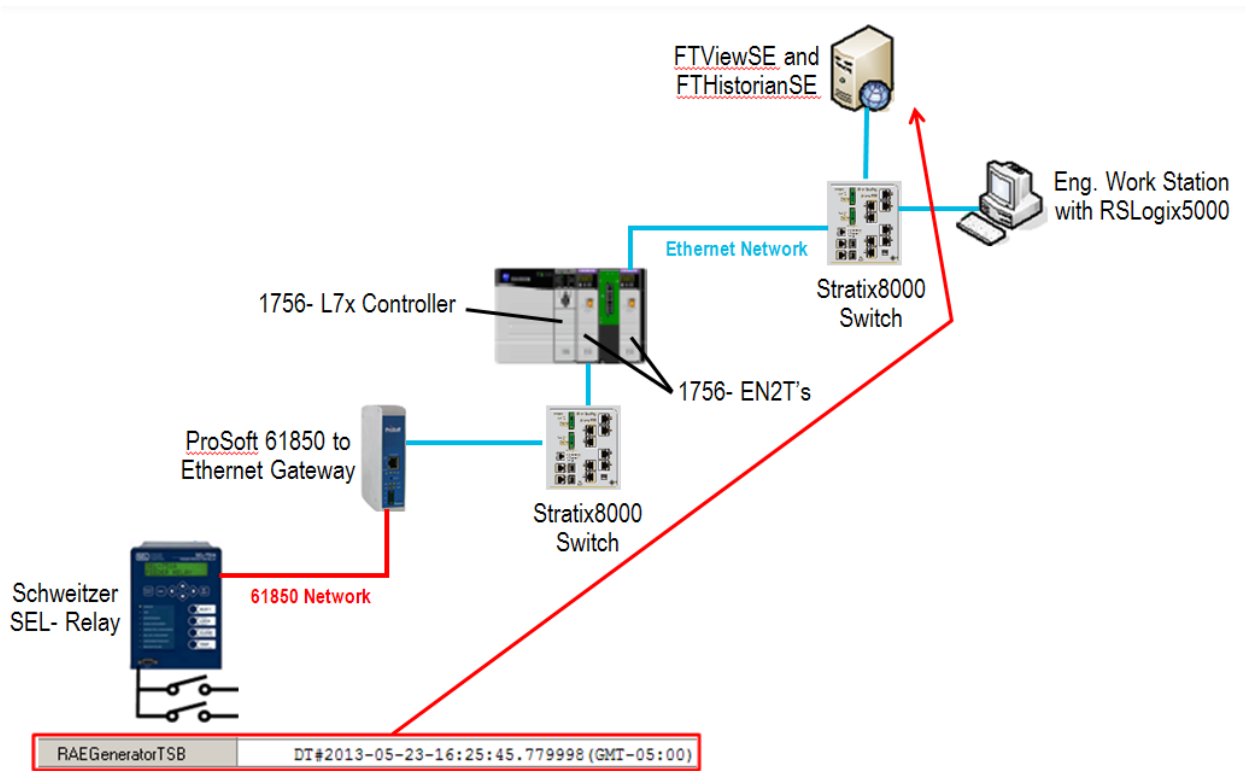 FTViewSE and
FTHistorianSE
Eng. Work Station
with RSLogix5000
Ethernet Network
Stratix8000
Switch
1756- L7x Controller
1756- EN2T's
ProSoft 61850 to
Ethernet Gateway
ProSoft
Stratix8000
Switch
Schweitzer
SEL- Relay
61850 Network
RAEGeneratorTSB
DT#2013-05-23-16:25:45.779998(GMT-05:00)